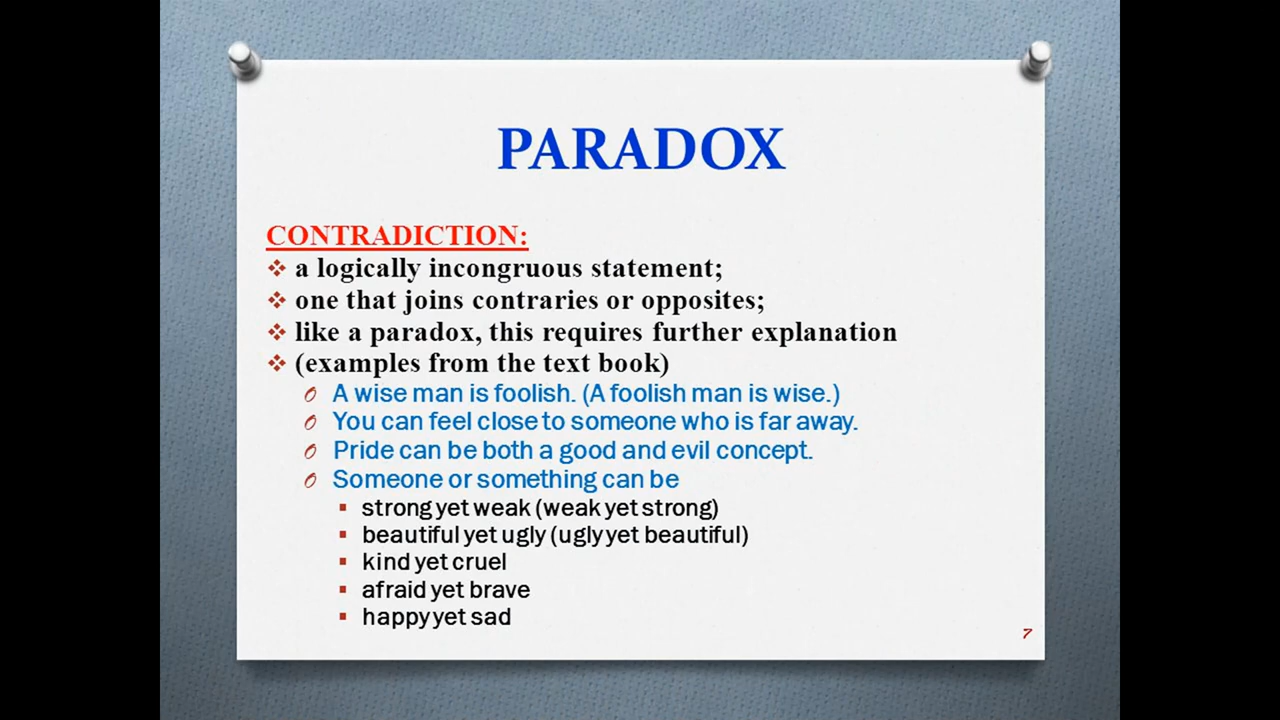 PARADOX
CONTRADICTION:
a logically incongruous statement;
one that joins contraries or opposites;
like a paradox, this requires further explanation
(examples from the text book)
A wise man is foolish. (A foolish man is wise.)
You can feel close to someone who is far away.
Pride can be both a good and evil concept.
Someone or something can be
strong yet weak (weak yet strong)
beautiful yet ugly (ugly yet beautiful)
kind yet cruel
afraid yet brave
happy yet sad
7